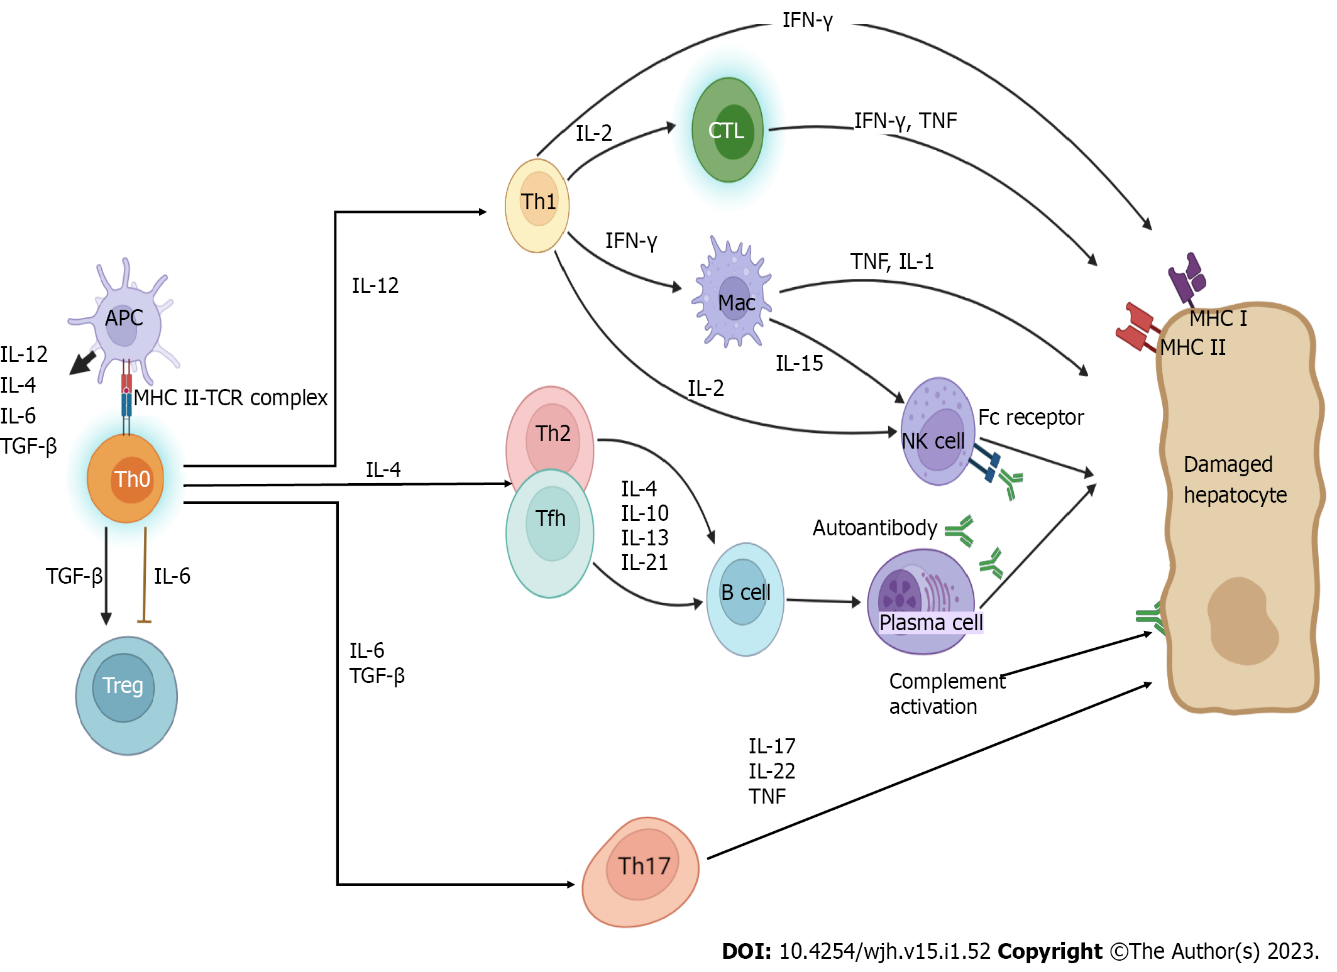 IFN-γ
CTL
IFN-γ, TNF
IL-2
Th1
IFN-γ
TNF, IL-1
IL-12
Mac
APC
MHC I
MHC II
IL-12
IL-4
IL-6
TGF-β
MHC II-TCR complex
IL-15
IL-2
Fc receptor
NK cell
Th2
Th0
IL-4
Damaged
hepatocyte
Tfh
IL-4
IL-10
IL-13
IL-21
Autoantibody
TGF-β
IL-6
B cell
Plasma cell
Treg
IL-6
TGF-β
Complement
activation
IL-17
IL-22
TNF
Th17
DOI: 10.4254/wjh.v15.i1.52 Copyright ©The Author(s) 2023.